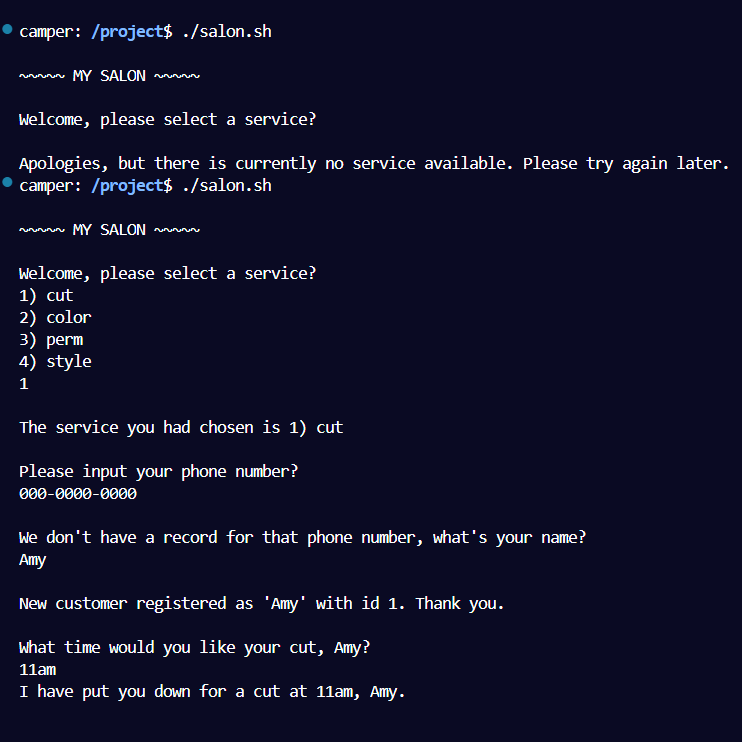 camper: /project$ ./salon.sh
~~~~~ MY SALON ~~~~~
Welcome, please select a service?
Apologies, but there is currently no service available. Please try again later.
camper: /project$ ./salon.sh
~~~~~ MY SALON ~~~~~
Welcome, please select a service?
1) cut
2) color
3) perm
4) style
1
The service you had chosen is 1) cut
Please input your phone number?
000-0000-0000
We don't have a record for that phone number, what's your name?
Amy
New customer registered as 'Amy' with id 1. Thank you.
What time would you like your cut, Amy?
11am
I have put you down for a cut at 11am, Amy.